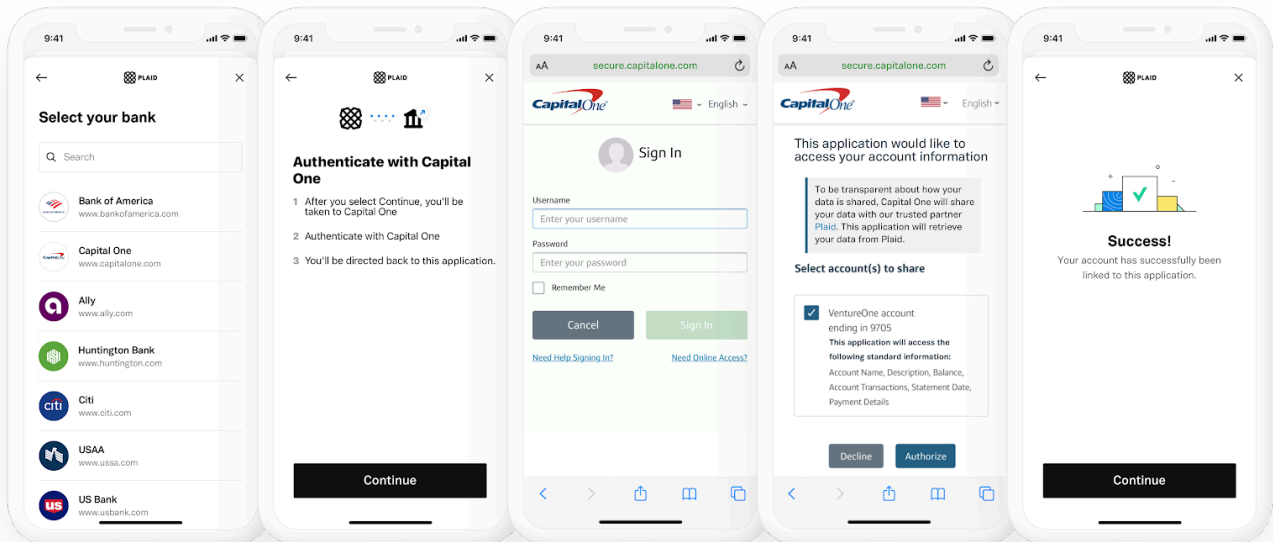 9:41
PLAID
Select your bank
Search
Bank of America
www.bankofamerica.com
Capital One
www.capitalone.com
Ally
www.ally.com
Huntington Bank
www.huntington.com
Citi
www.citi.com
USAA
www.ussa.com
US Bank
www.usbank.com
9:41
PLAID
Authenticate with Capital
One
1 After you select Continue, you'll be
taken to Capital One
2 Authenticate with Capital One
3 You'll be directed back to this application.
Continue
9:41
AA secure.capitalone.com
CapitalOne English
Sign In
Username
Enter your username
Password
Enter your password
Remember Me
Cancel Sign In
Need Help Signing In? Need Online Access?
9:41
AA secure.capitalone.com
CapitalOne English
This application would like to
access your account information
To be transparent about how your
data is shared, Capital One will share
your data with our trusted partner
Plaid. This application will retrieve
your data from Plaid.
Select account(s) to share
VentureOne account
ending in 9705
This application will access the
following standard information:
Account Name, Description, Balance,
Account Transactions, Statement Date,
Payment Details
Decline Authorize
9:41
PLAID
Success!
Your account has successfully been
linked to this application.
Continue